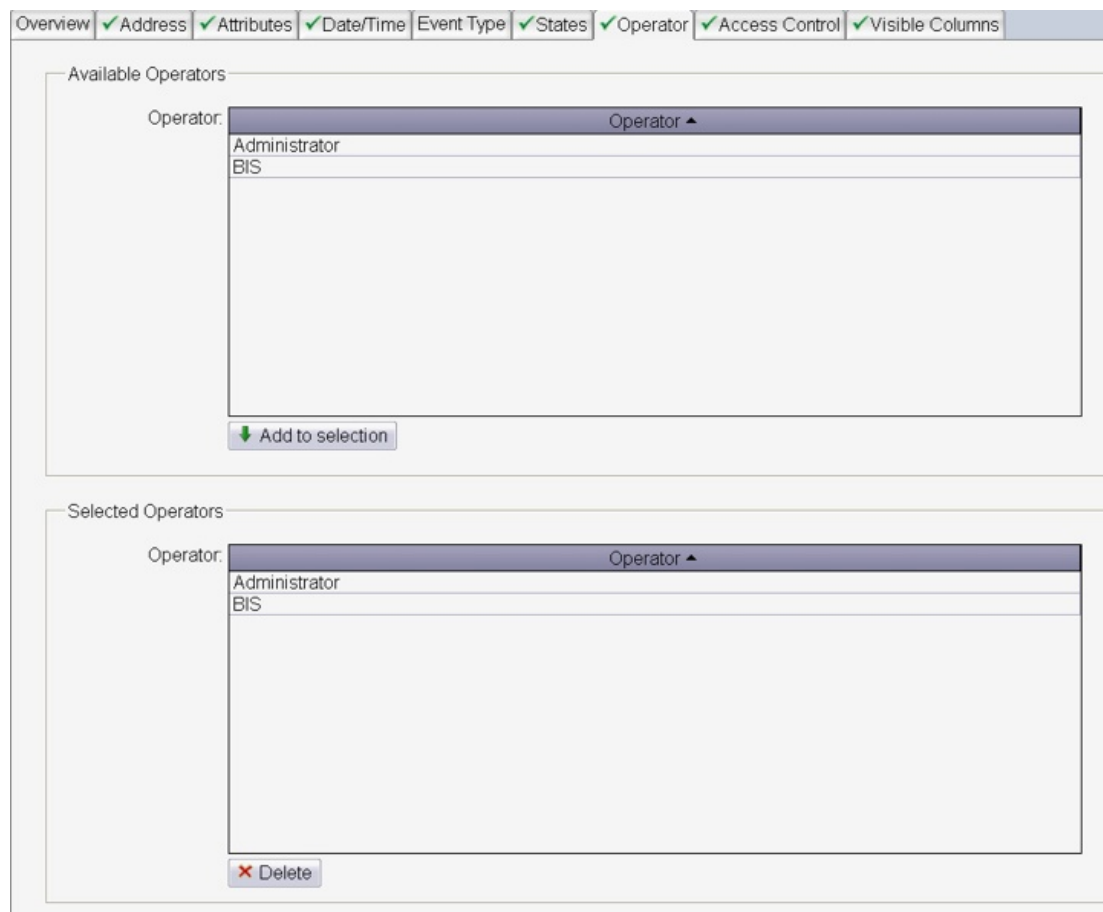 Overview ✓Address ✓Attributes ✓Date/Time Event Type ✓States ✓Operator ✓Access Control ✓Visible Columns
Available Operators
Operator: Operator ▲
Administrator
BIS
Add to selection
Selected Operators
Operator: Operator ▲
Administrator
BIS
Delete